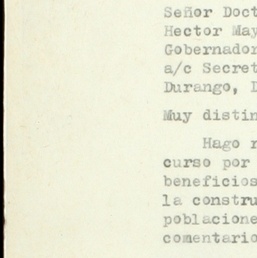 Señor Doct
Hector May
Gobernador
a/c Secret
Durango, D
Muy distin
Hago r
curso por
beneficios
la constru
poblacione
comentario